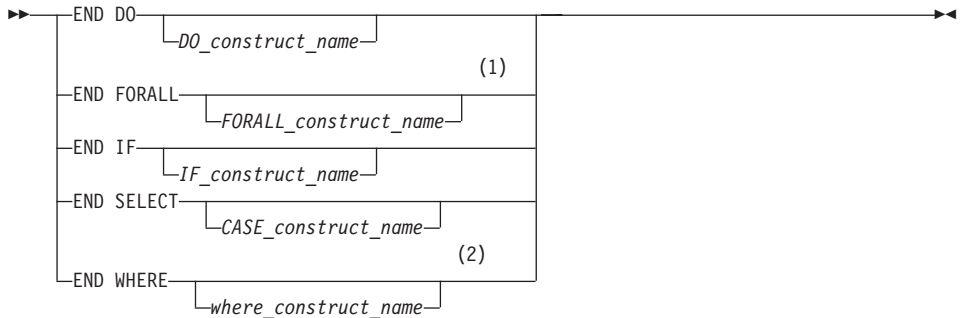 END DO
DO_construct_name
(1)
END FORALL
FORALL_construct_name
END IF
IF_construct_name
END SELECT
CASE_construct_name
(2)
END WHERE
where_construct_name